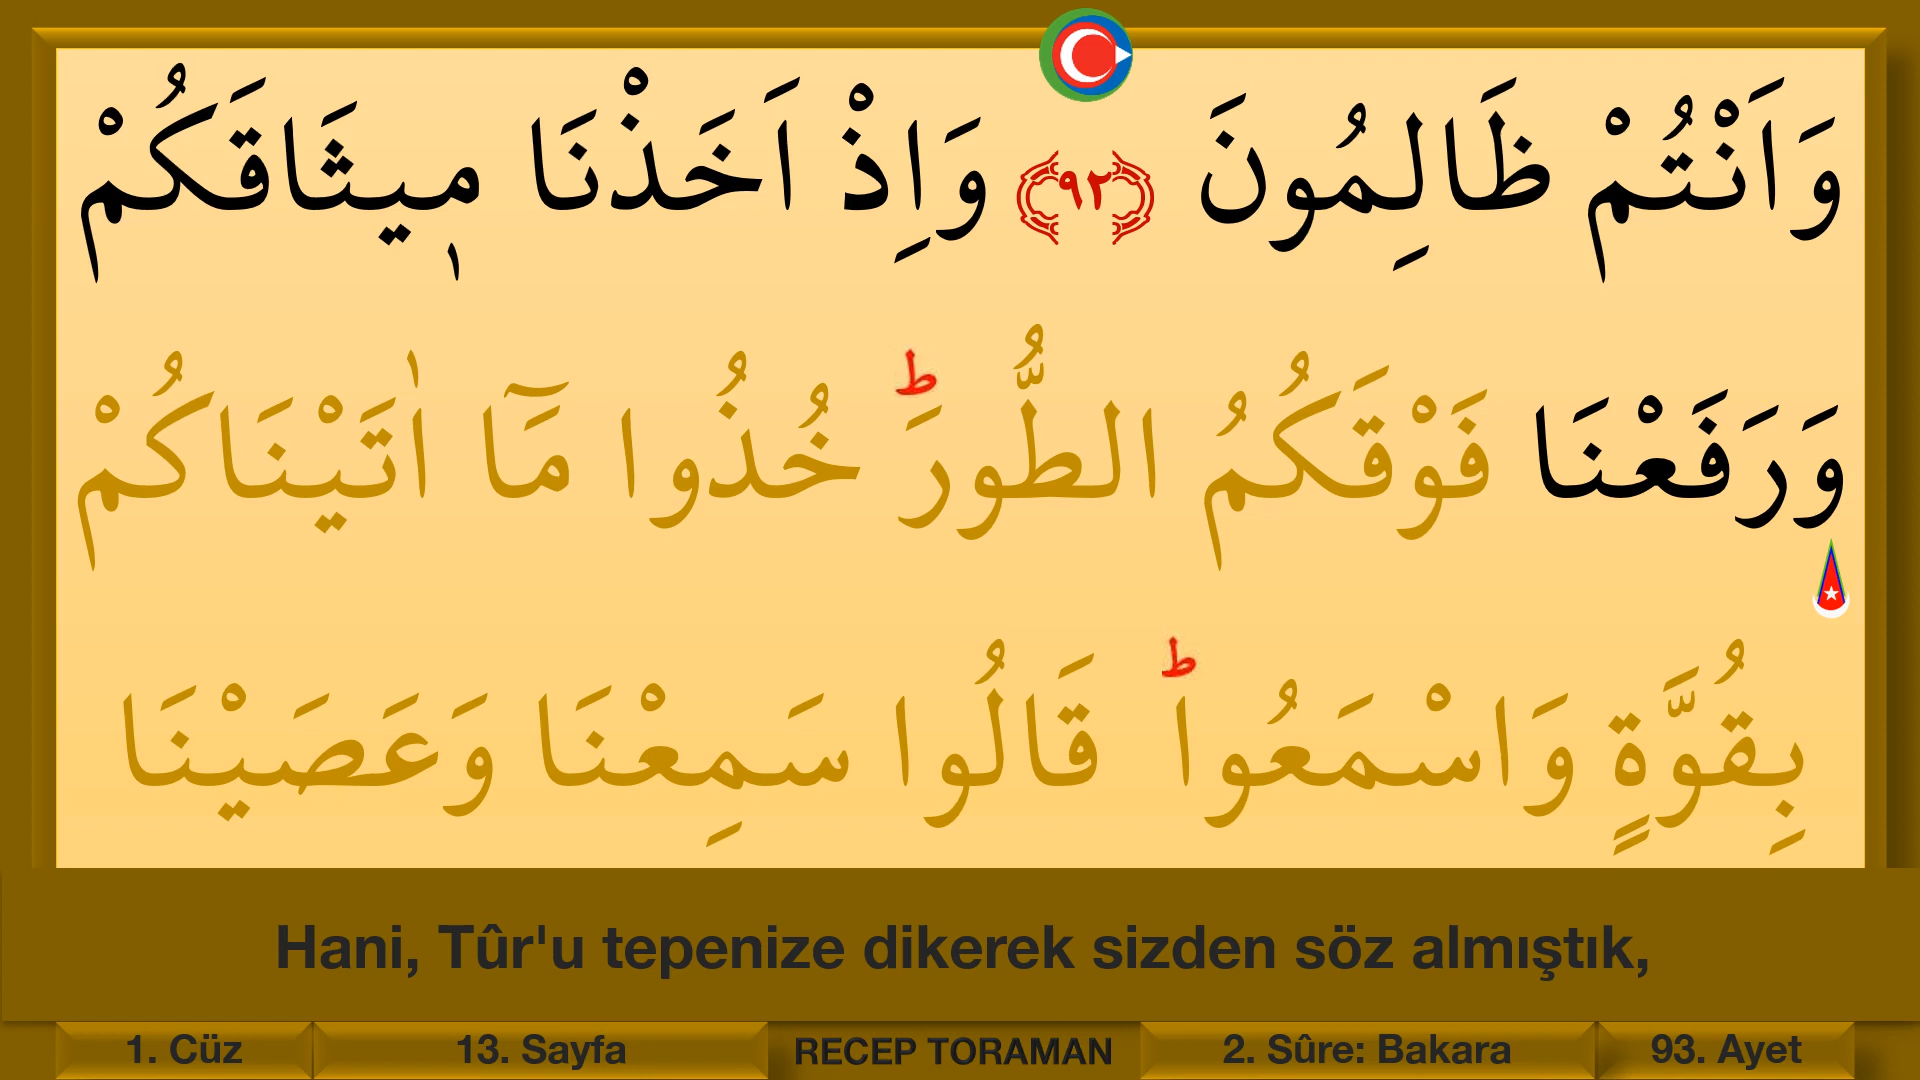 وَاَنْتُمْ ظَالِمُونَ ﴿٩٢﴾ وَاِذْ اَخَذْنَا مٖيثَاقَكُمْ
وَرَفَعْنَا فَوْقَكُمُ الطُّورَ ط خُذُوا مَٓا اٰتَيْنَاكُمْ
بِقُوَّةٍ وَاسْمَعُوا ط قَالُوا سَمِعْنَا وَعَصَيْنَا
Hani, Tûr'u tepenize dikerek sizden söz almıştık,
1. Cüz 13. Sayfa RECEP TORAMAN 2. Sûre: Bakara 93. Ayet